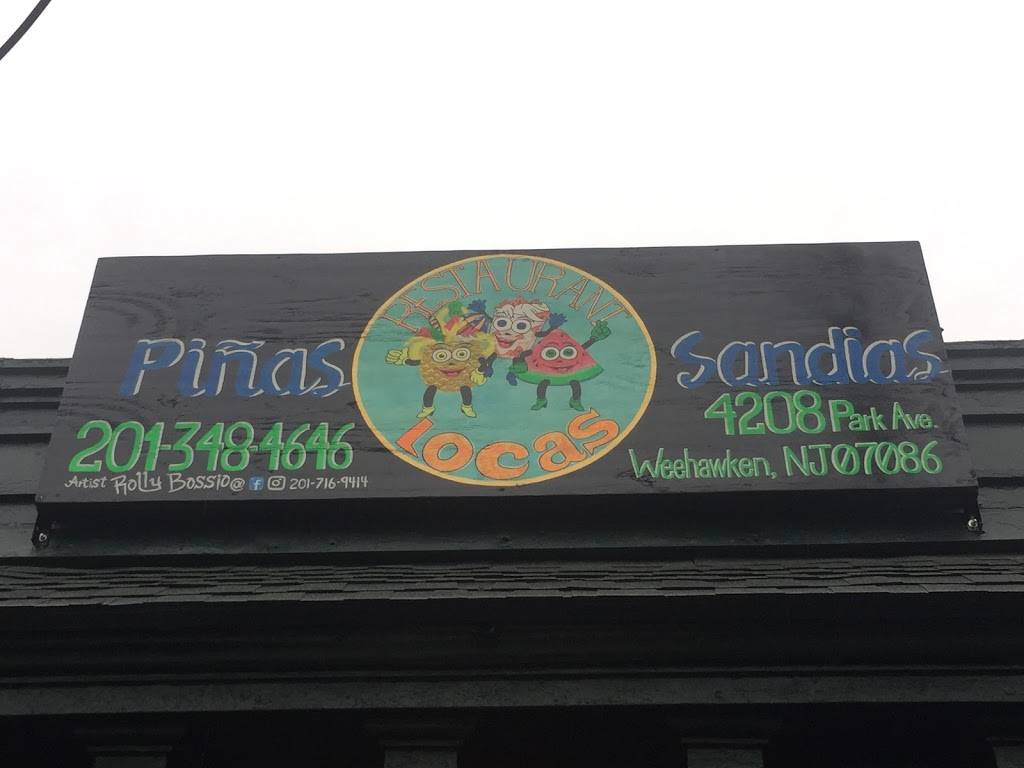 RESTAURANT
Piñas
Sandias
LOCAS
201-348-4646
4208 Park Ave.
Weehawken, NJ 07086
Artist Rolly Bossio @ f 201-716-9414